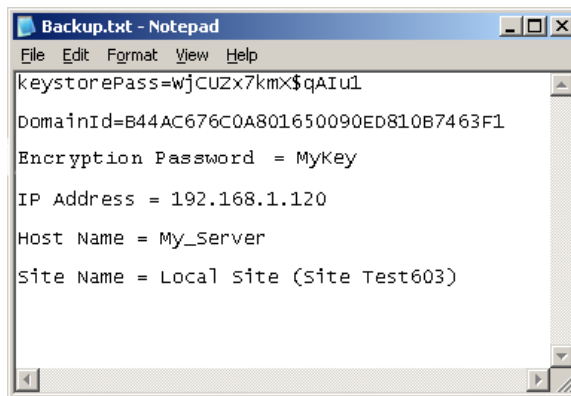 Backup.txt - Notepad
File Edit Format View Help
keystorePass=WjCUZx7kmX$qAIu1
DomainId=B44AC676C0A801650090ED810B7463F1
Encryption Password = MyKey
IP Address = 192.168.1.120
Host Name = My_Server
Site Name = Local Site (Site Test603)